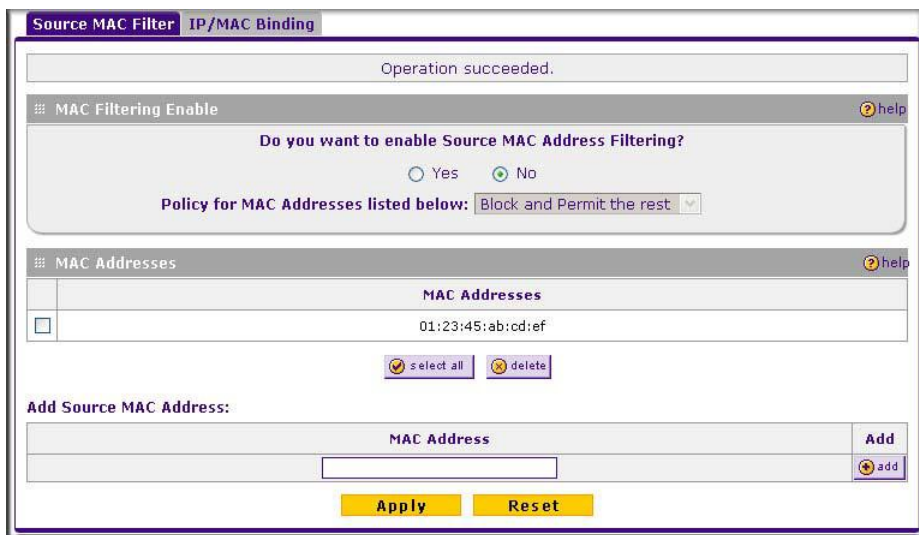 Source MAC Filter IP/MAC Binding
Operation succeeded.
MAC Filtering Enable help
Do you want to enable Source MAC Address Filtering?
Yes No
Policy for MAC Addresses listed below: Block and Permit the rest
MAC Addresses help
MAC Addresses
01:23:45:ab:cd:ef
select all delete
Add Source MAC Address:
MAC Address Add
add
Apply Reset